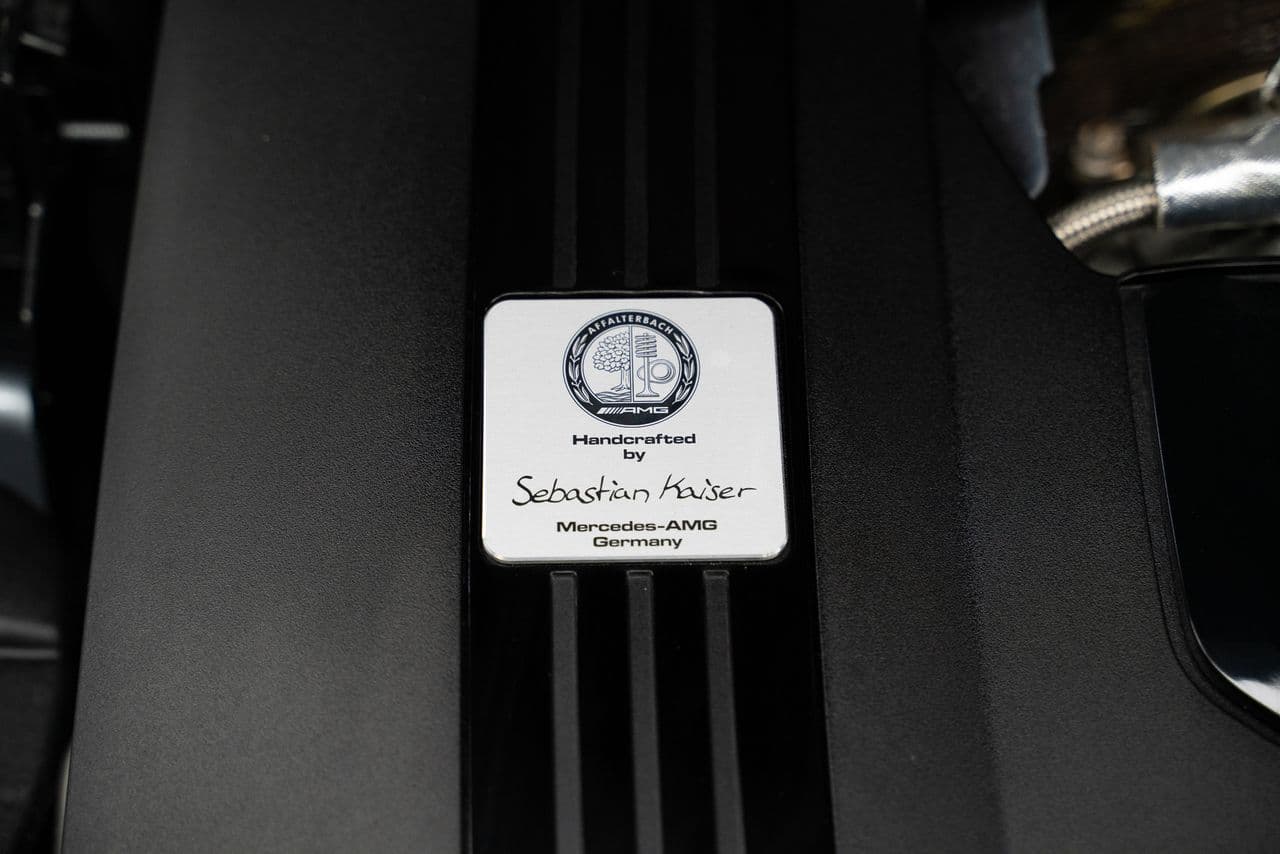 AFFALTERBACH
AMG
Handcrafted
by
Sebastian Kaiser
Mercedes-AMG
Germany